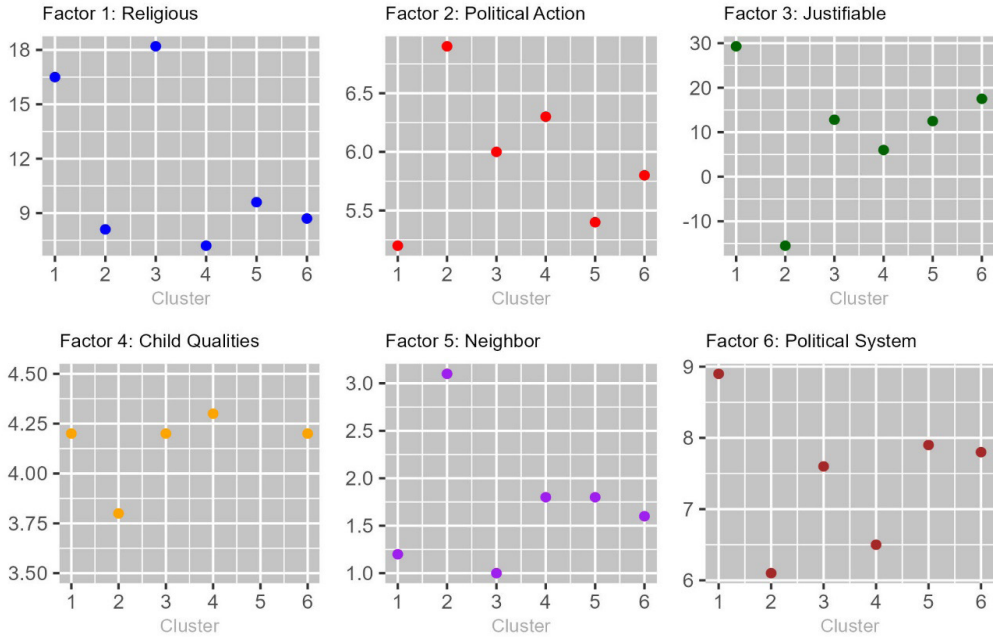 Factor 1: Religious
18
15
12
9
1 2 3 4 5 6
Cluster
Factor 2: Political Action
6.5
6.0
5.5
1 2 3 4 5 6
Cluster
Factor 3: Justifiable
30
20
10
0
-10
1 2 3 4 5 6
Cluster
Factor 4: Child Qualities
4.50
4.25
4.00
3.75
3.50
1 2 3 4 5 6
Cluster
Factor 5: Neighbor
3.0
2.5
2.0
1.5
1.0
1 2 3 4 5 6
Cluster
Factor 6: Political System
9
8
7
6
1 2 3 4 5 6
Cluster